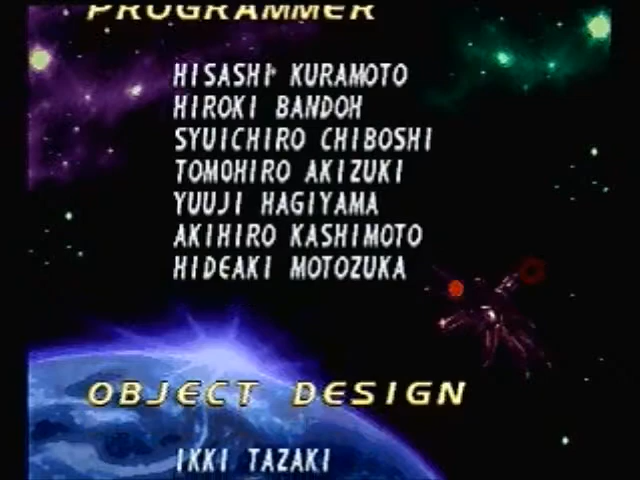 PROGRAMMER
HISASHI KURAMOTO
HIROKI BANDOH
SYUICHIRO CHIBOSHI
TOMOHIRO AKIZUKI
YUUJI HAGIYAMA
AKIHIRO KASHIMOTO
HIDEAKI MOTOZUKA
OBJECT DESIGN
IKKI TAZAKI